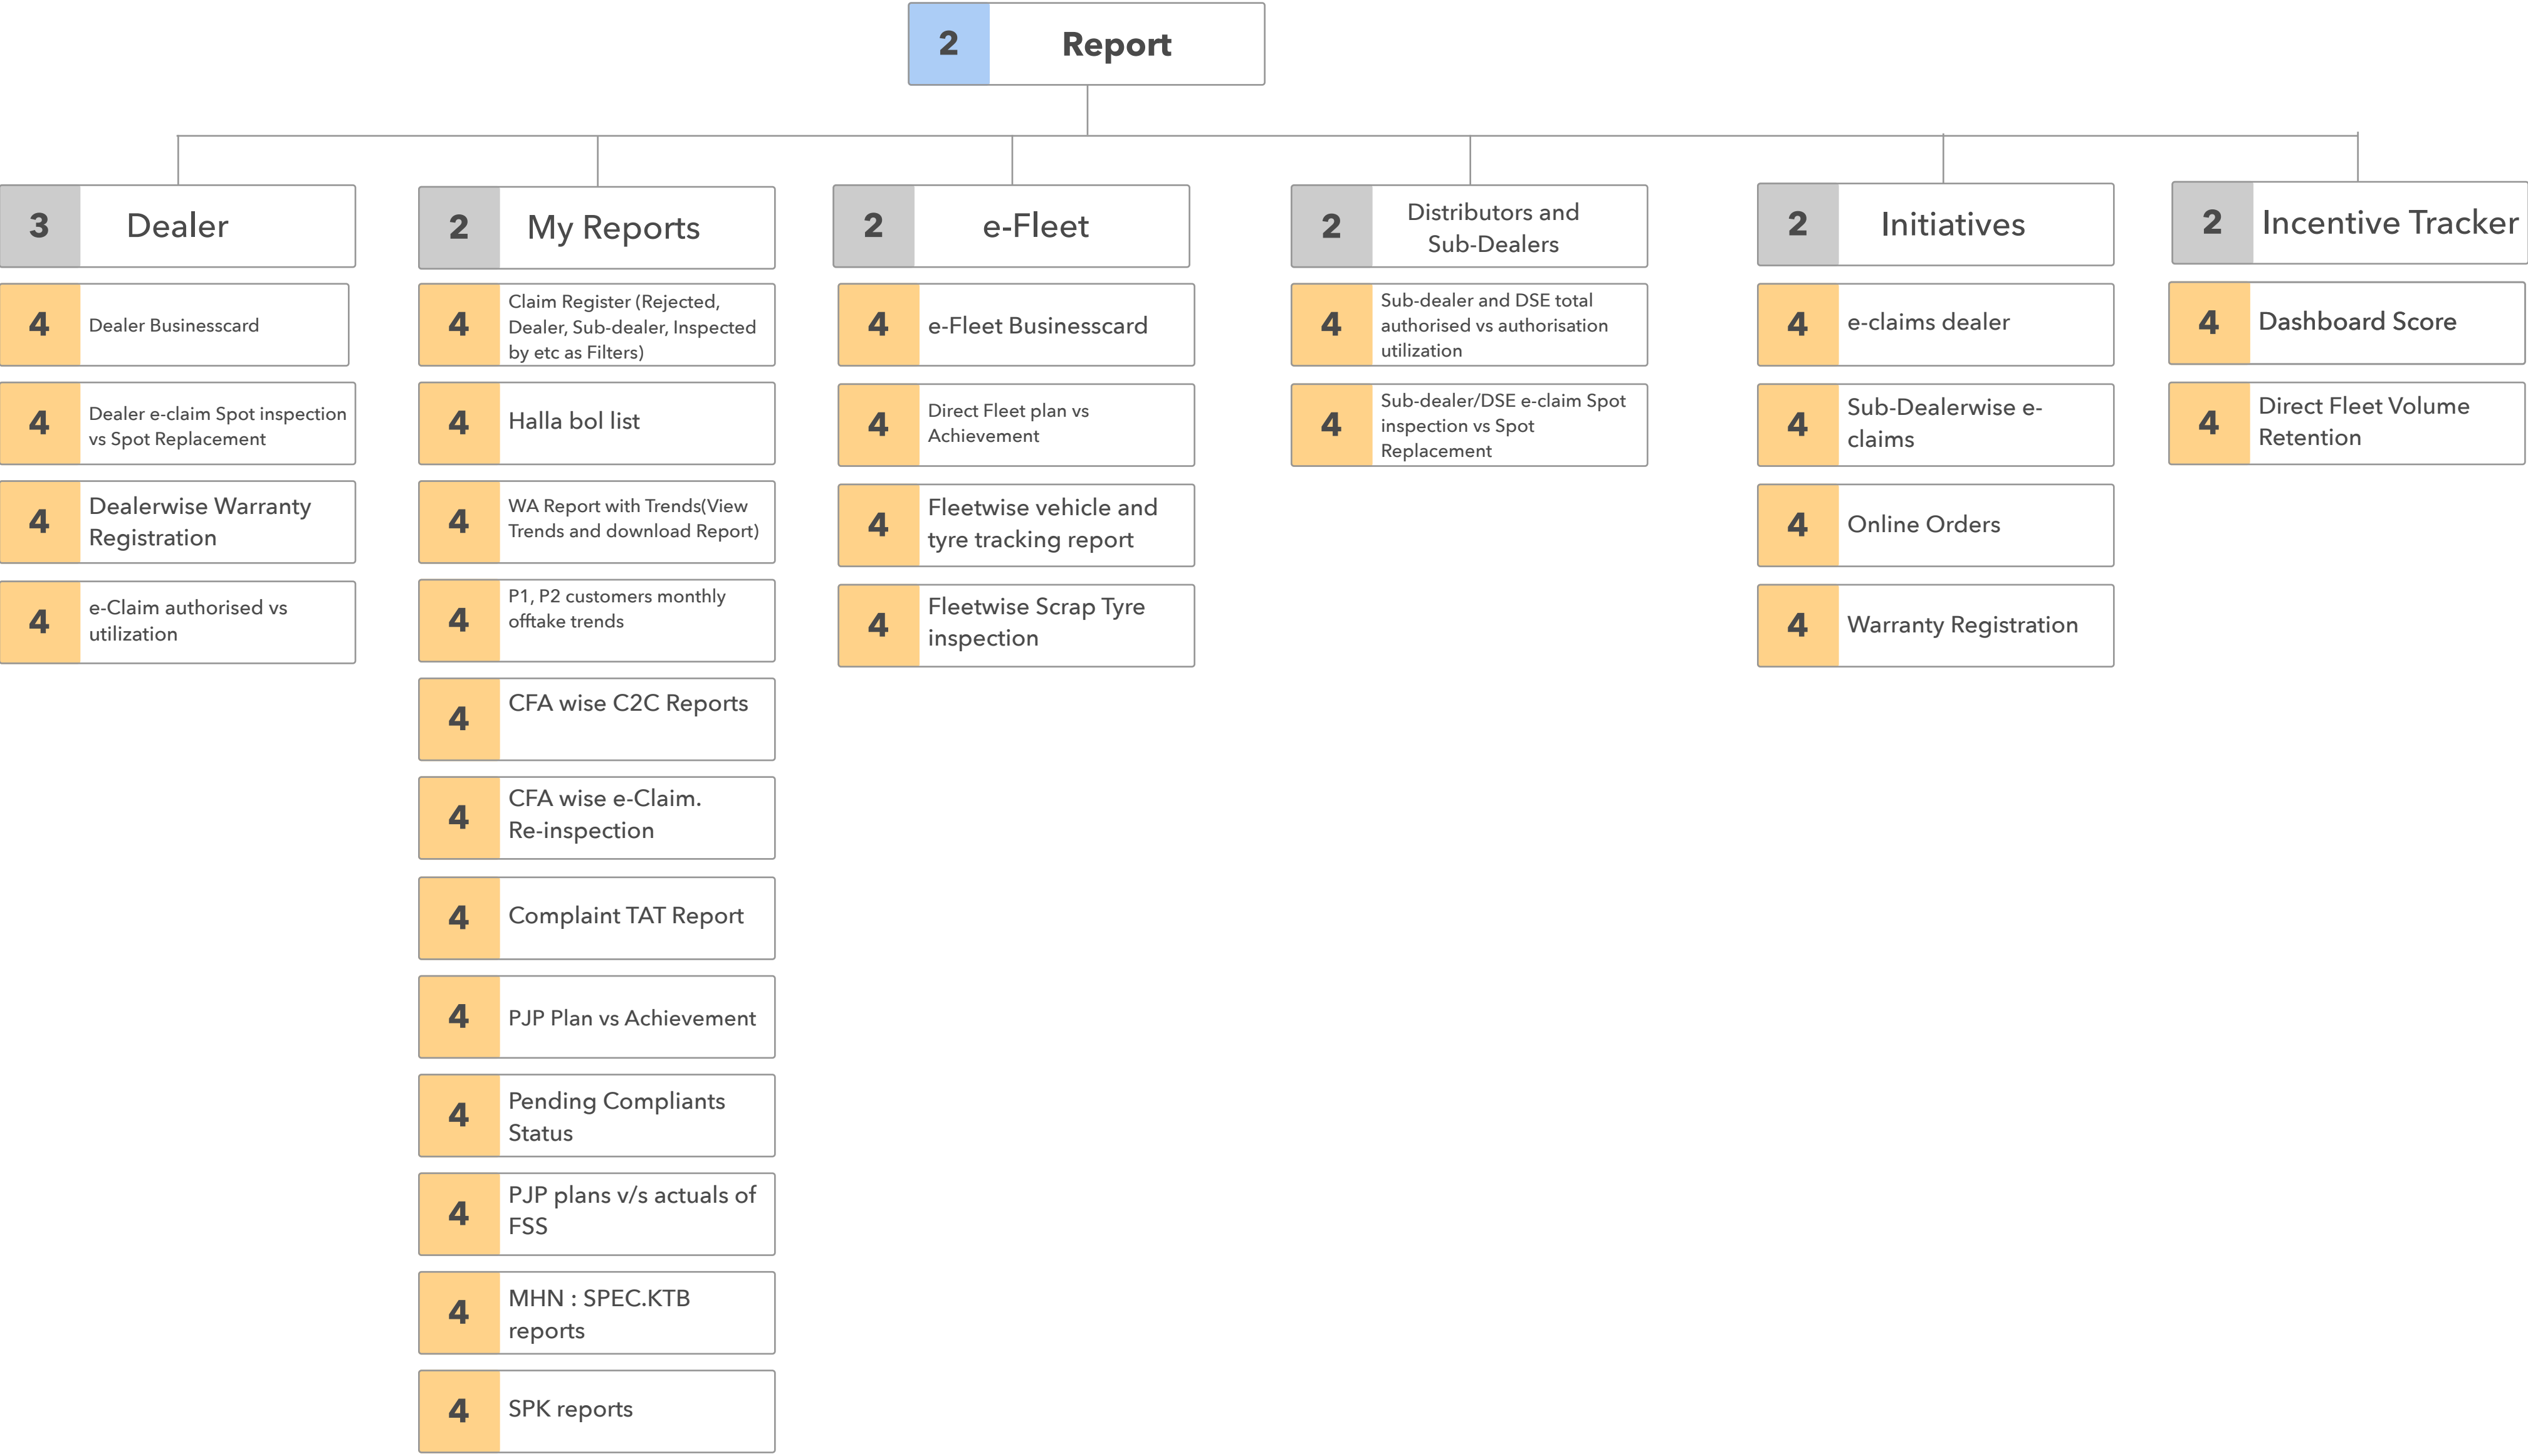 2
Report
3
Dealer
4
Dealer Businesscard
4
Dealer e-claim Spot inspection
vs Spot Replacement
4
Dealerwise Warranty
Registration
4
e-Claim authorised vs
utilization
2
My Reports
4
Claim Register (Rejected,
Dealer, Sub-dealer, Inspected
by etc as Filters)
4
Halla bol list
4
WA Report with Trends(View
Trends and download Report)
4
P1, P2 customers monthly
offtake trends
4
CFA wise C2C Reports
4
CFA wise e-Claim.
Re-inspection
4
Complaint TAT Report
4
PJP Plan vs Achievement
4
Pending Compliants
Status
4
PJP plans v/s actuals of
FSS
4
MHN : SPEC.KTB
reports
4
SPK reports
2
e-Fleet
4
e-Fleet Businesscard
4
Direct Fleet plan vs
Achievement
4
Fleetwise vehicle and
tyre tracking report
4
Fleetwise Scrap Tyre
inspection
2
Distributors and
Sub-Dealers
4
Sub-dealer and DSE total
authorised vs authorisation
utilization
4
Sub-dealer/DSE e-claim Spot
inspection vs Spot
Replacement
2
Initiatives
4
e-claims dealer
4
Sub-Dealerwise e-
claims
4
Online Orders
4
Warranty Registration
2
Incentive Tracker
4
Dashboard Score
4
Direct Fleet Volume
Retention